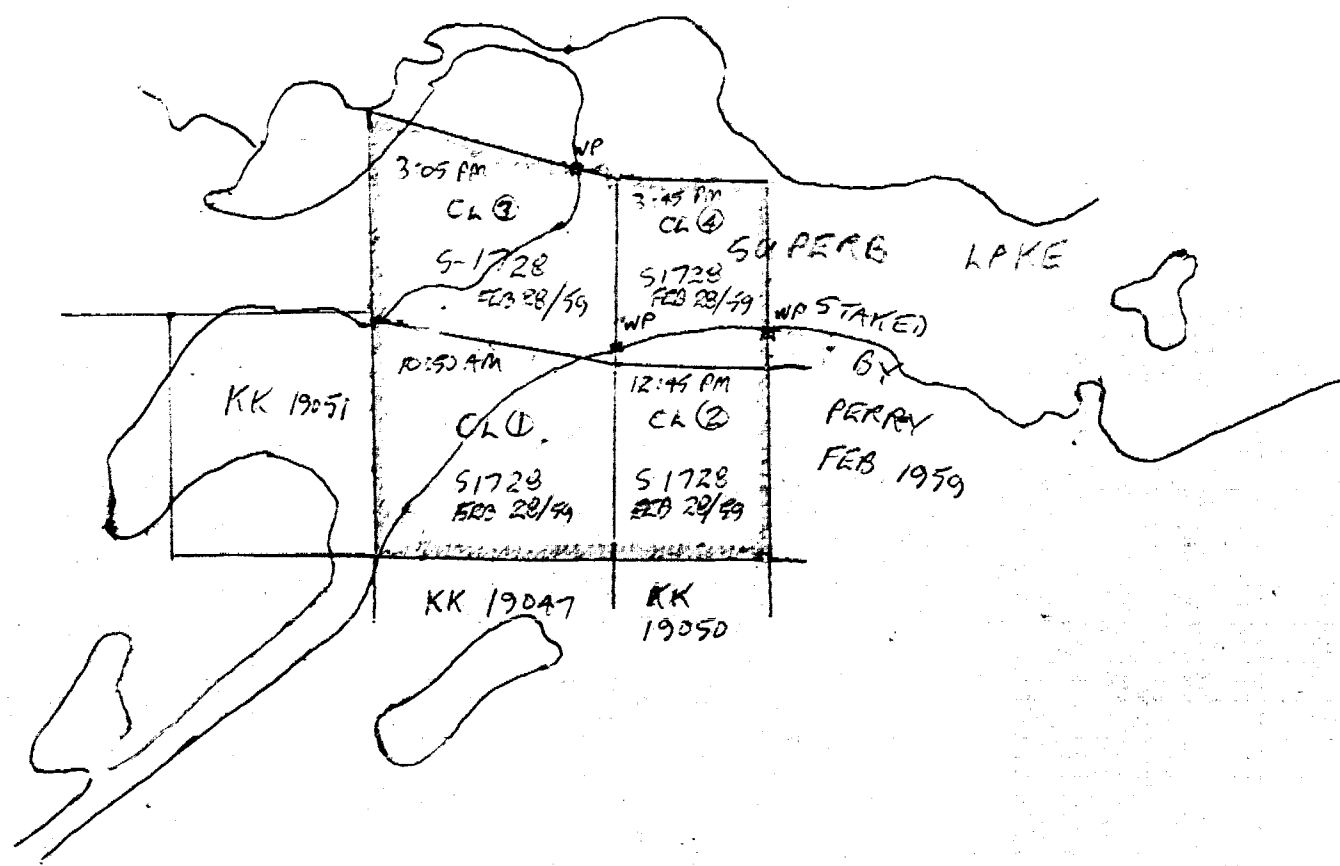 WP
3:05 PM
CL ③
S-1728
FEB 28/59
3:45 PM
CL ④
S1728
FEB 28/59
SUPERB LAKE
WP
WP STAKED
BY
PERRY
FEB 1959
10:50 AM
CL ①
S1728
FEB 28/59
12:45 PM
CL ②
S1728
FEB 28/59
KK 19051
KK 19047
KK
19050